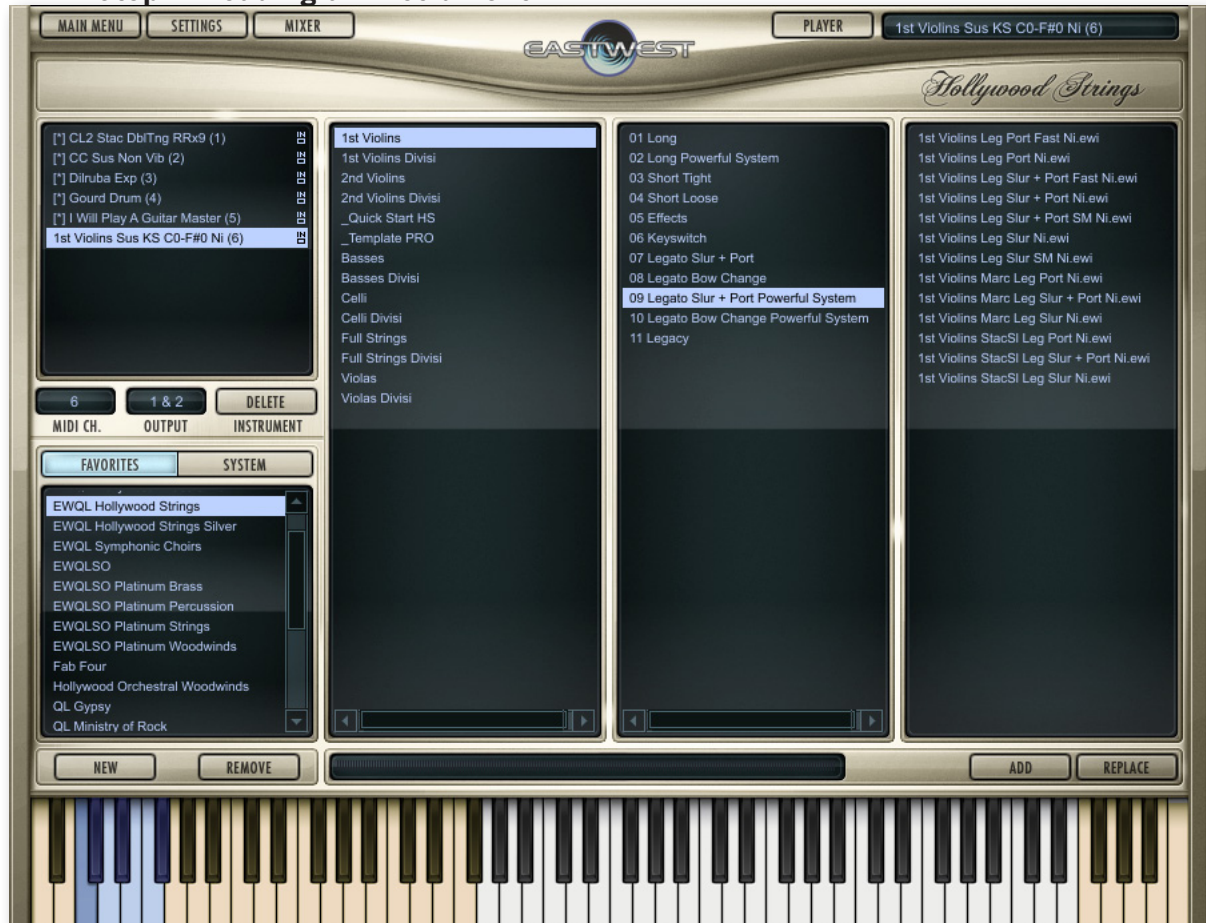 MAIN MENU
SETTINGS
MIXER
EASTWEST
PLAYER
1st Violins Sus KS C0-F#0 Ni (6)
Hollywood Strings
[*] CL2 Stac DblTng RRx9 (1)
[*] CC Sus Non Vib (2)
[*] Dilruba Exp (3)
[*] Gourd Drum (4)
[*] I Will Play A Guitar Master (5)
1st Violins Sus KS C0-F#0 Ni (6)
6
1 & 2
DELETE
MIDI CH.
OUTPUT
INSTRUMENT
FAVORITES
SYSTEM
EWQL Hollywood Strings
EWQL Hollywood Strings Silver
EWQL Symphonic Choirs
EWQLSO
EWQLSO Platinum Brass
EWQLSO Platinum Percussion
EWQLSO Platinum Strings
EWQLSO Platinum Woodwinds
Fab Four
Hollywood Orchestral Woodwinds
QL Gypsy
QL Ministry of Rock
NEW
REMOVE
1st Violins
1st Violins Divisi
2nd Violins
2nd Violins Divisi
_Quick Start HS
_Template PRO
Basses
Basses Divisi
Celli
Celli Divisi
Full Strings
Full Strings Divisi
Violas
Violas Divisi
01 Long
02 Long Powerful System
03 Short Tight
04 Short Loose
05 Effects
06 Keyswitch
07 Legato Slur + Port
08 Legato Bow Change
09 Legato Slur + Port Powerful System
10 Legato Bow Change Powerful System
11 Legacy
1st Violins Leg Port Fast Ni.ewi
1st Violins Leg Port Ni.ewi
1st Violins Leg Slur + Port Fast Ni.ewi
1st Violins Leg Slur + Port Ni.ewi
1st Violins Leg Slur + Port SM Ni.ewi
1st Violins Leg Slur Ni.ewi
1st Violins Leg Slur SM Ni.ewi
1st Violins Marc Leg Port Ni.ewi
1st Violins Marc Leg Slur + Port Ni.ewi
1st Violins Marc Leg Slur Ni.ewi
1st Violins StacSl Leg Port Ni.ewi
1st Violins StacSl Leg Slur + Port Ni.ewi
1st Violins StacSl Leg Slur Ni.ewi
ADD
REPLACE